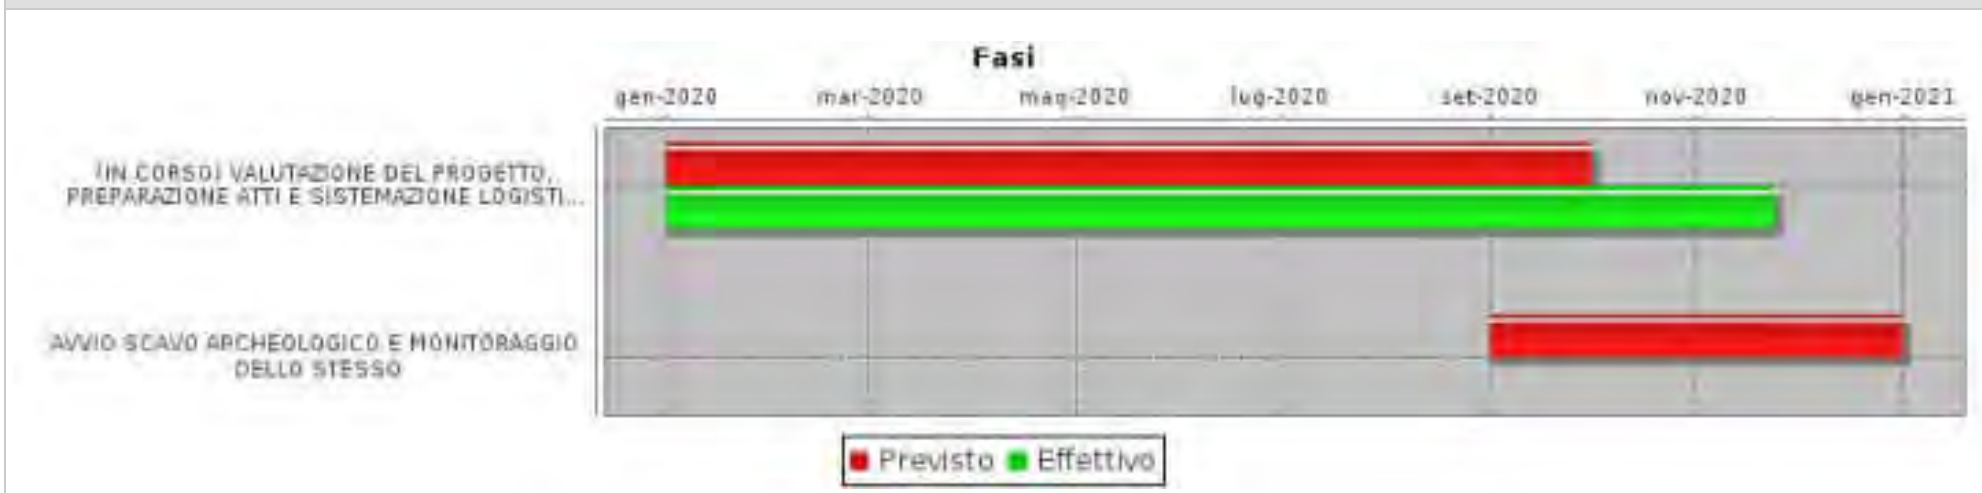 Fasi
gen-2020 mar-2020 mag-2020 lug-2020 set-2020 nov-2020 gen-2021
(IN CORSO) VALUTAZIONE DEL PROGETTO,
PREPARAZIONE ATTI E SISTEMAZIONE LOGISTI...
AVVIO SCAVO ARCHEOLOGICO E MONITORAGGIO
DELLO STESSO
Previsto Effettivo